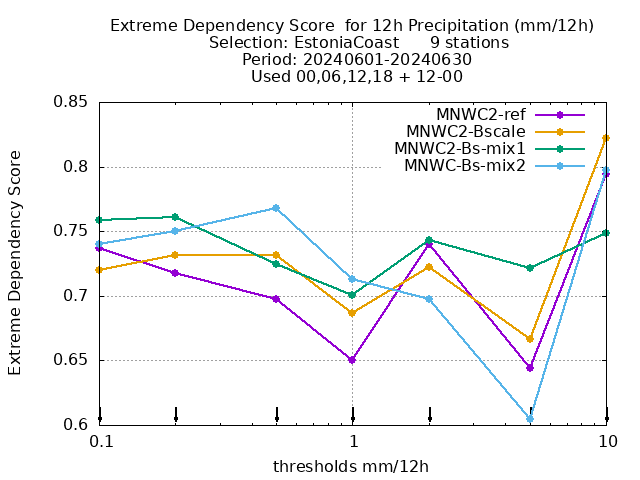 Extreme Dependency Score  for 12h Precipitation (mm/12h)
Selection: EstoniaCoast      9 stations
Period: 20240601-20240630
Used 00,06,12,18 + 12-00
MNWC2-ref
MNWC2-Bscale
MNWC2-Bs-mix1
MNWC-Bs-mix2
Extreme Dependency Score
0.85
0.8
0.75
0.7
0.65
0.6
0.1 1 10
thresholds mm/12h